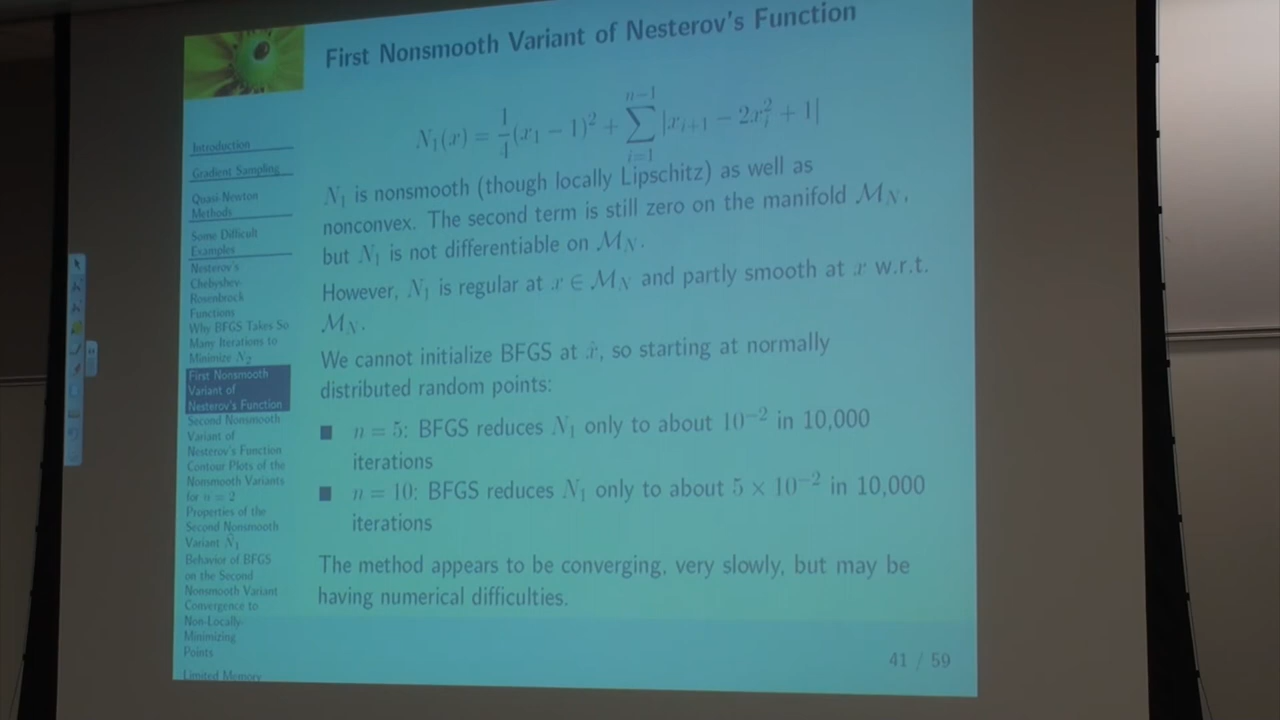 First Nonsmooth Variant of Nesterov's Function
N₁(x) = 1/4 (x₁ − 1)² + ∑_{i=1}^{n−1} |x_{i+1} − 2x_i² + 1|
N₁ is nonsmooth (though locally Lipschitz) as well as
nonconvex. The second term is still zero on the manifold M_N,
but N₁ is not differentiable on M_N.
However, N₁ is regular at x ∈ M_N and partly smooth at x w.r.t.
M_N.
We cannot initialize BFGS at x̂, so starting at normally
distributed random points:
■ n = 5: BFGS reduces N₁ only to about 10⁻² in 10,000
iterations
■ n = 10: BFGS reduces N₁ only to about 5 × 10⁻² in 10,000
iterations
The method appears to be converging, very slowly, but may be
having numerical difficulties.
41 / 59
Introduction
Gradient Sampling
Quasi-Newton
Methods
Some Difficult
Examples
Nesterov's
Chebyshev-
Rosenbrock
Functions
Why BFGS Takes So
Many Iterations to
Minimize N₂
First Nonsmooth
Variant of
Nesterov's Function
Second Nonsmooth
Variant of
Nesterov's Function
Contour Plots of the
Nonsmooth Variants
for n = 2
Properties of the
Second Nonsmooth
Variant N̂₁
Behavior of BFGS
on the Second
Nonsmooth Variant
Convergence to
Non-Locally-
Minimizing
Points
Limited Memory